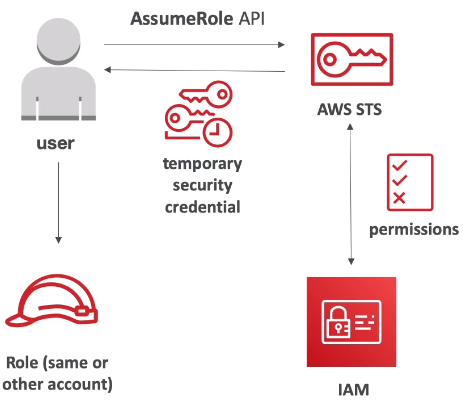 AssumeRole API
AWS STS
user
temporary
security
credential
permissions
Role (same or
other account)
IAM